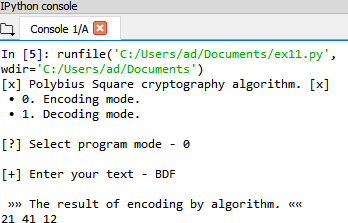 IPython console
Console 1/A
In [5]: runfile('C:/Users/ad/Documents/ex11.py',
wdir='C:/Users/ad/Documents')
[x] Polybius Square cryptography algorithm. [x]
• 0. Encoding mode.
• 1. Decoding mode.
[?] Select program mode - 0
[+] Enter your text - BDF
»» The result of encoding by algorithm. ««
21 41 12